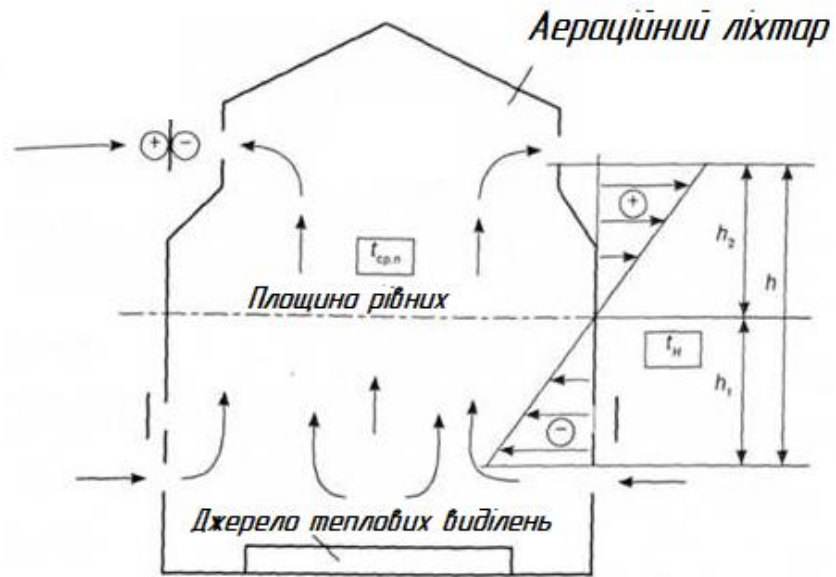 Аераційний ліхтар
+ -
+
h₂
h
tср.п
Площина рівних
tн
h₁
-
Джерело теплових виділень